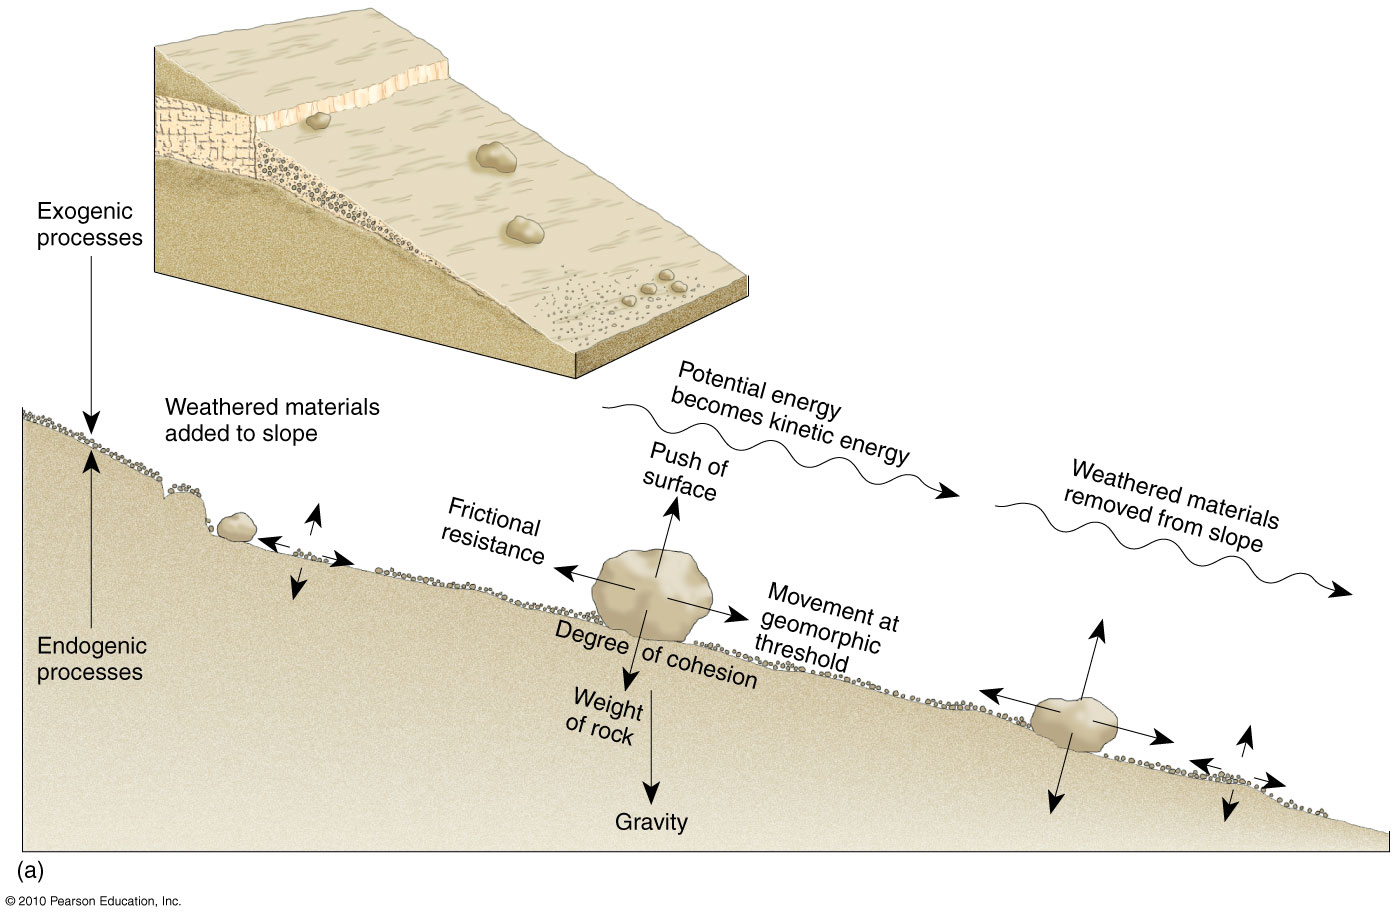 Exogenic
processes
Weathered materials
added to slope
Potential energy
becomes kinetic energy
Weathered materials
removed from slope
Push of
surface
Frictional
resistance
Movement at
geomorphic
threshold
Degree of cohesion
Weight
of rock
Gravity
Endogenic
processes
(a)
© 2010 Pearson Education, Inc.